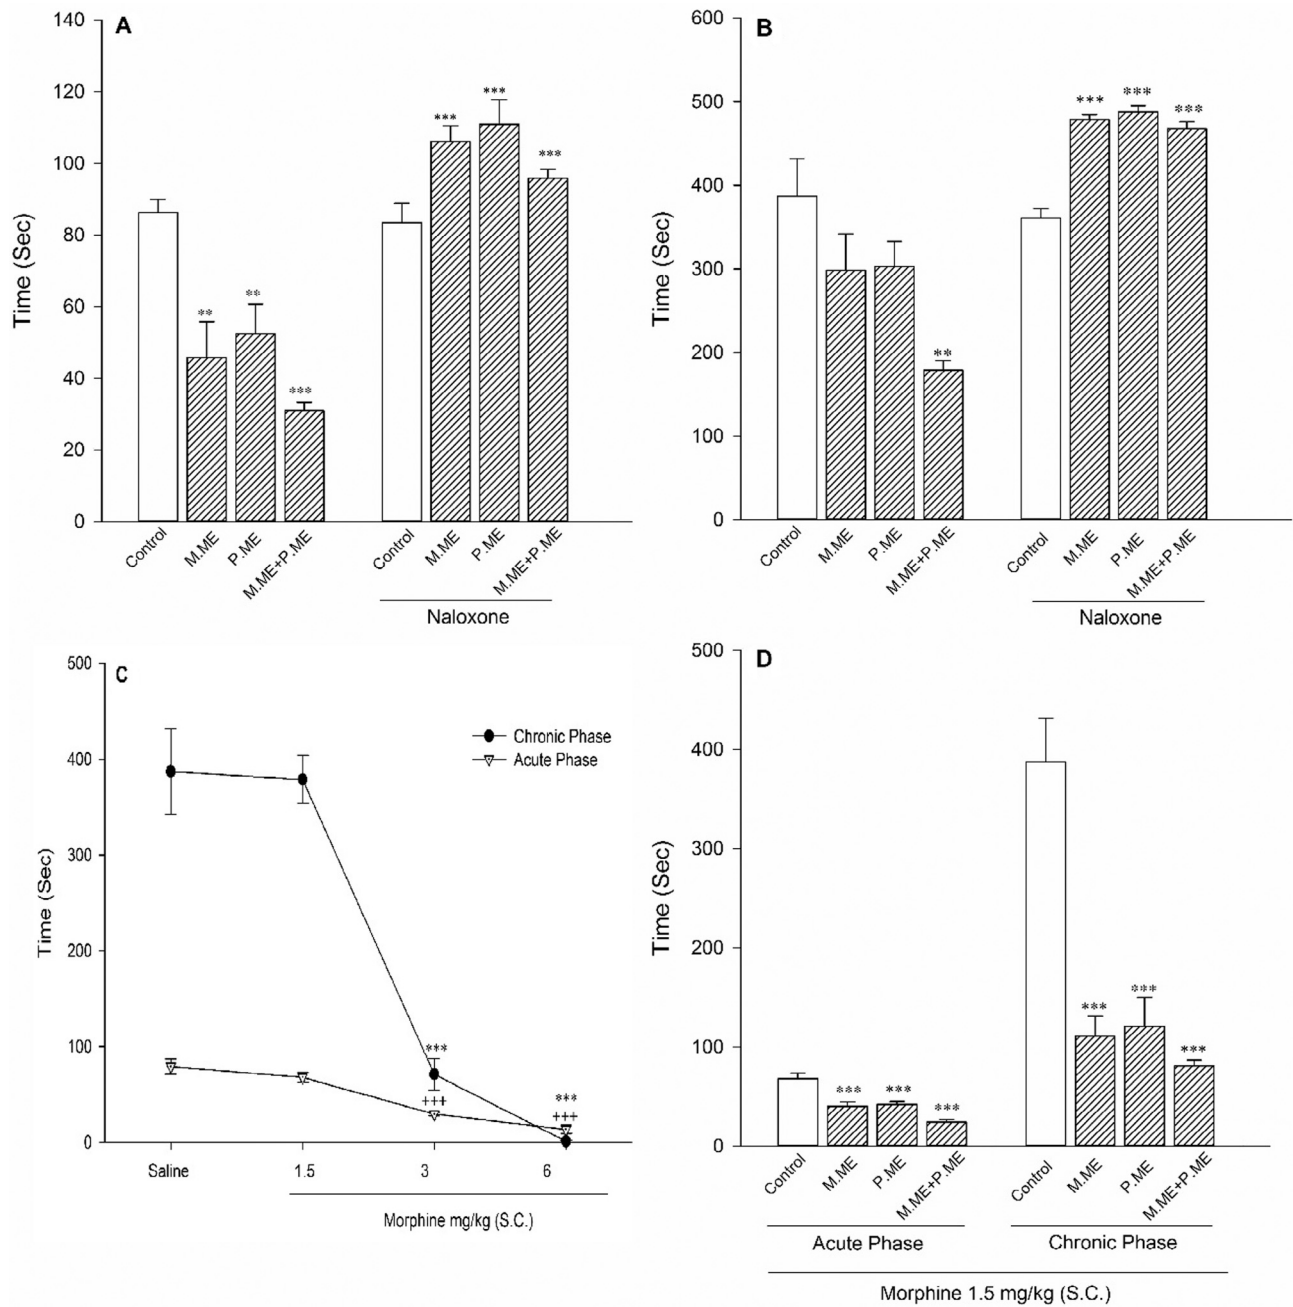 A
140
120
100
80
60
40
20
0
Time (Sec)
**
**
***
***
***
***
Control
M.ME
P.ME
M.ME+P.ME
Control
M.ME
P.ME
M.ME+P.ME
Naloxone
B
600
500
400
300
200
100
0
Time (Sec)
**
***
***
***
Control
M.ME
P.ME
M.ME+P.ME
Control
M.ME
P.ME
M.ME+P.ME
Naloxone
C
500
400
300
200
100
0
Time (Sec)
Chronic Phase
Acute Phase
***
+++
***
+++
Saline
1.5
3
6
Morphine mg/kg (S.C.)
D
500
400
300
200
100
0
Time (Sec)
***
***
***
***
***
***
Control
M.ME
P.ME
M.ME+P.ME
Control
M.ME
P.ME
M.ME+P.ME
Acute Phase
Chronic Phase
Morphine 1.5 mg/kg (S.C.)